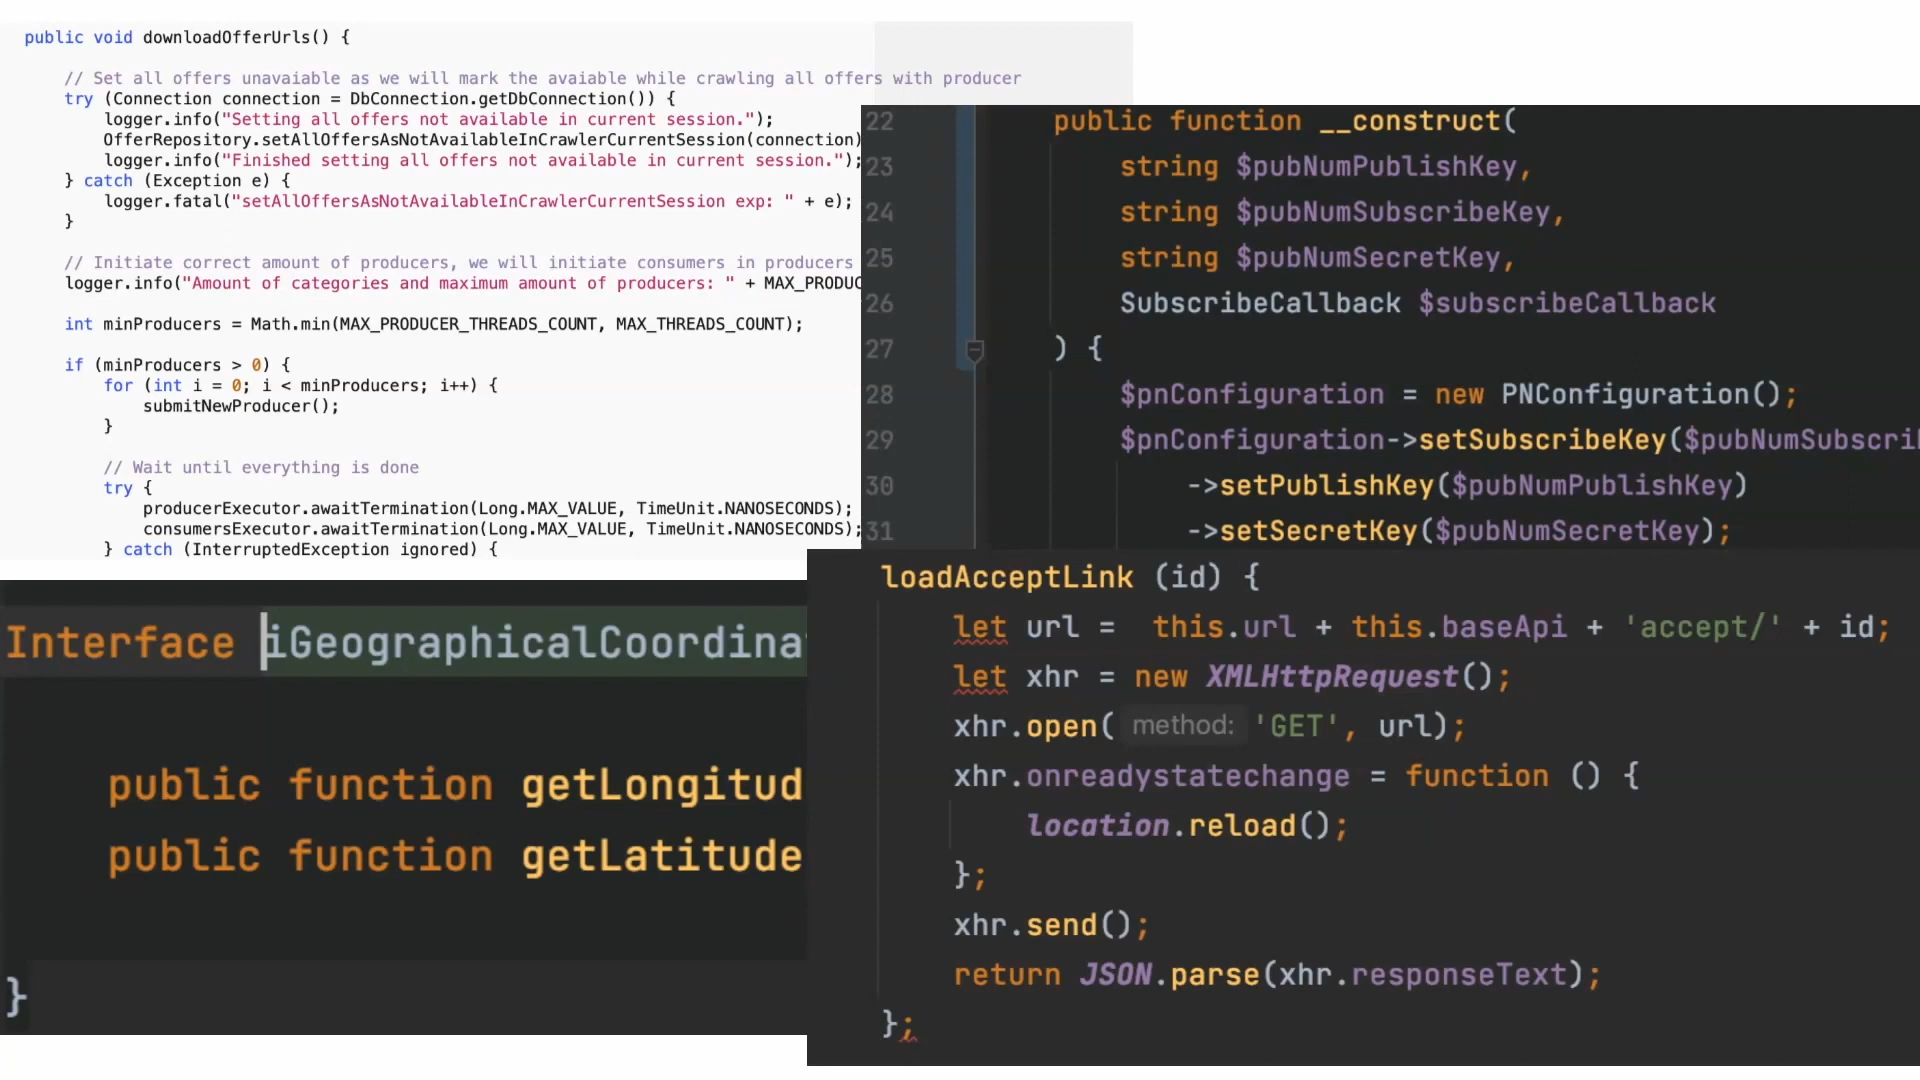 public void downloadOfferUrls() {
// Set all offers unavaiable as we will mark the avaiable while crawling all offers with producer
try (Connection connection = DbConnection.getDbConnection()) {
logger.info("Setting all offers not available in current session.");
OfferRepository.setAllOffersAsNotAvailableInCrawlerCurrentSession(connection)
logger.info("Finished setting all offers not available in current session.");
} catch (Exception e) {
logger.fatal("setAllOffersAsNotAvailableInCrawlerCurrentSession exp: " + e);
}
// Initiate correct amount of producers, we will initiate consumers in producers
logger.info("Amount of categories and maximum amount of producers: " + MAX_PRODUC
int minProducers = Math.min(MAX_PRODUCER_THREADS_COUNT, MAX_THREADS_COUNT);
if (minProducers > 0) {
for (int i = 0; i < minProducers; i++) {
submitNewProducer();
}
// Wait until everything is done
try {
producerExecutor.awaitTermination(Long.MAX_VALUE, TimeUnit.NANOSECONDS);
consumersExecutor.awaitTermination(Long.MAX_VALUE, TimeUnit.NANOSECONDS);
} catch (InterruptedException ignored) {
22 public function __construct(
23 string $pubNumPublishKey,
24 string $pubNumSubscribeKey,
25 string $pubNumSecretKey,
26 SubscribeCallback $subscribeCallback
27 ) {
28 $pnConfiguration = new PNConfiguration();
29 $pnConfiguration->setSubscribeKey($pubNumSubscri
30 ->setPublishKey($pubNumPublishKey)
31 ->setSecretKey($pubNumSecretKey);
Interface iGeographicalCoordina
public function getLongitud
public function getLatitude
}
loadAcceptLink (id) {
let url = this.url + this.baseApi + 'accept/' + id;
let xhr = new XMLHttpRequest();
xhr.open( method: 'GET', url);
xhr.onreadystatechange = function () {
location.reload();
};
xhr.send();
return JSON.parse(xhr.responseText);
};